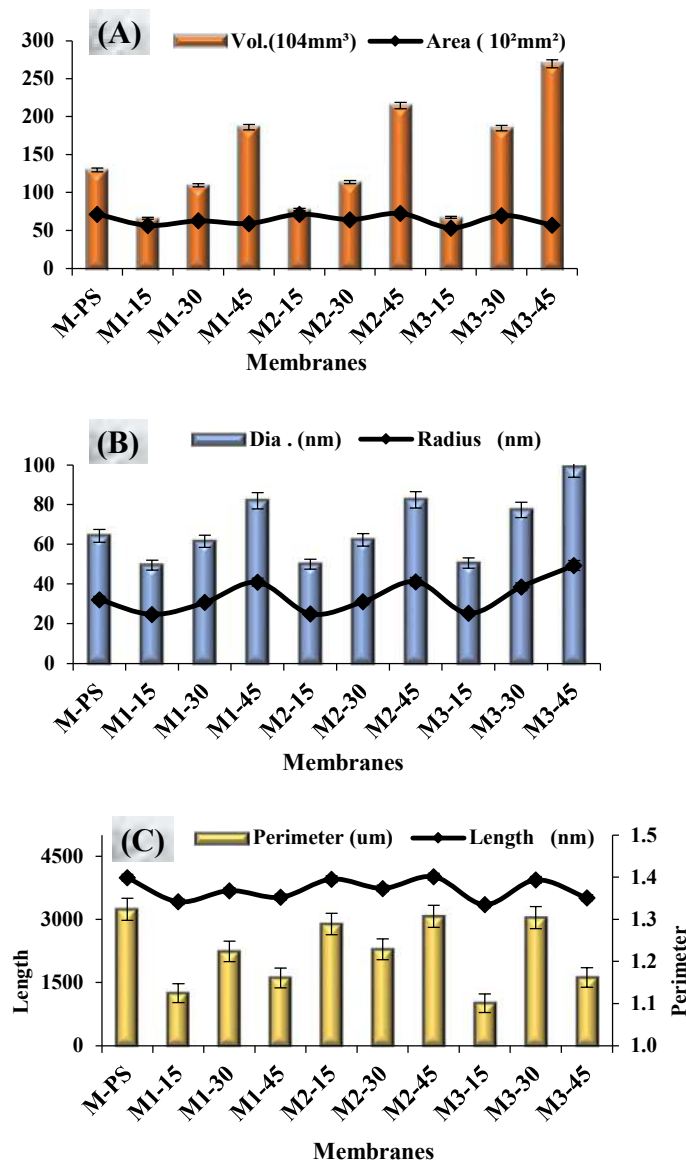 (A)
Vol.(104mm³) Area ( 10²mm²)
300
250
200
150
100
50
0
M-PS M1-15 M1-30 M1-45 M2-15 M2-30 M2-45 M3-15 M3-30 M3-45
Membranes
(B)
Dia . (nm) Radius (nm)
100
80
60
40
20
0
M-PS M1-15 M1-30 M1-45 M2-15 M2-30 M2-45 M3-15 M3-30 M3-45
Membranes
(C)
Perimeter (um) Length (nm)
4500
3000
1500
0
Length
1.5
1.4
1.3
1.2
1.1
1.0
Perimeter
M-PS M1-15 M1-30 M1-45 M2-15 M2-30 M2-45 M3-15 M3-30 M3-45
Membranes